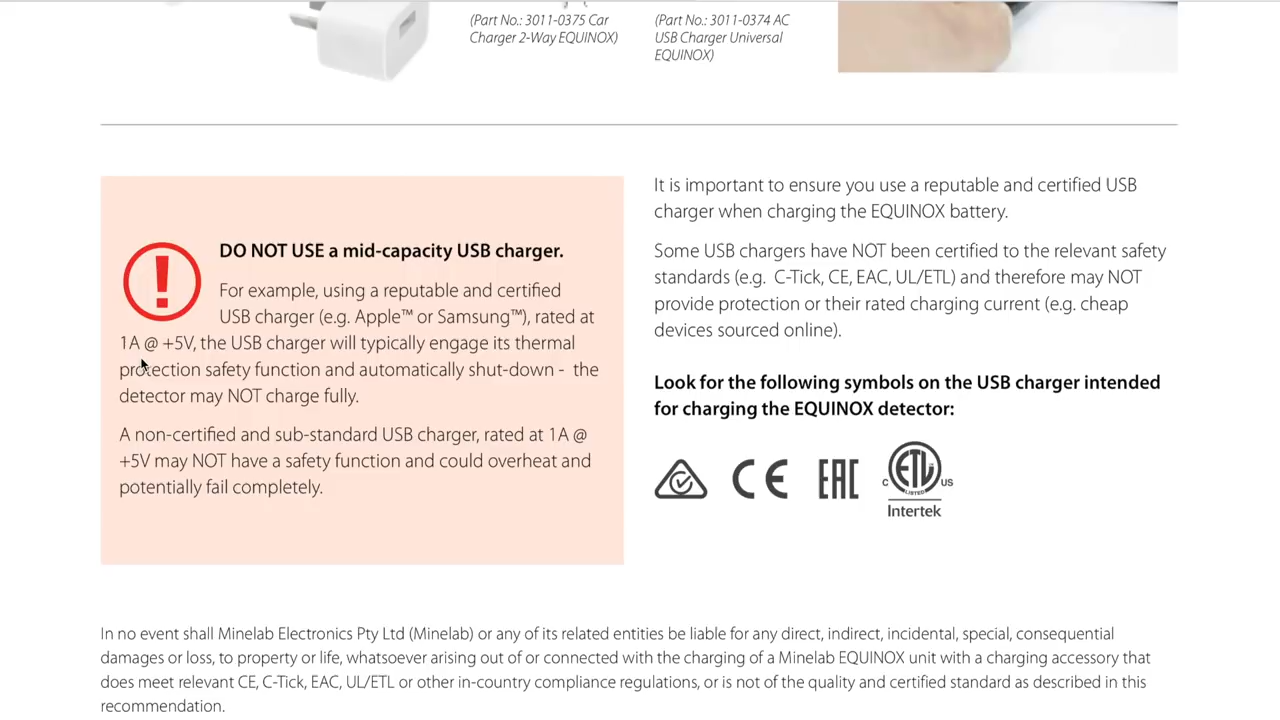 (Part No.: 3011-0375 Car
Charger 2-Way EQUINOX)
(Part No.: 3011-0374 AC
USB Charger Universal
EQUINOX)
DO NOT USE a mid-capacity USB charger.
For example, using a reputable and certified
USB charger (e.g. Apple™ or Samsung™), rated at
1A @ +5V, the USB charger will typically engage its thermal
protection safety function and automatically shut-down - the
detector may NOT charge fully.
A non-certified and sub-standard USB charger, rated at 1A @
+5V may NOT have a safety function and could overheat and
potentially fail completely.
It is important to ensure you use a reputable and certified USB
charger when charging the EQUINOX battery.
Some USB chargers have NOT been certified to the relevant safety
standards (e.g. C-Tick, CE, EAC, UL/ETL) and therefore may NOT
provide protection or their rated charging current (e.g. cheap
devices sourced online).
Look for the following symbols on the USB charger intended
for charging the EQUINOX detector:
CE
EAC
C ETL US
LISTED
Intertek
In no event shall Minelab Electronics Pty Ltd (Minelab) or any of its related entities be liable for any direct, indirect, incidental, special, consequential
damages or loss, to property or life, whatsoever arising out of or connected with the charging of a Minelab EQUINOX unit with a charging accessory that
does meet relevant CE, C-Tick, EAC, UL/ETL or other in-country compliance regulations, or is not of the quality and certified standard as described in this
recommendation.